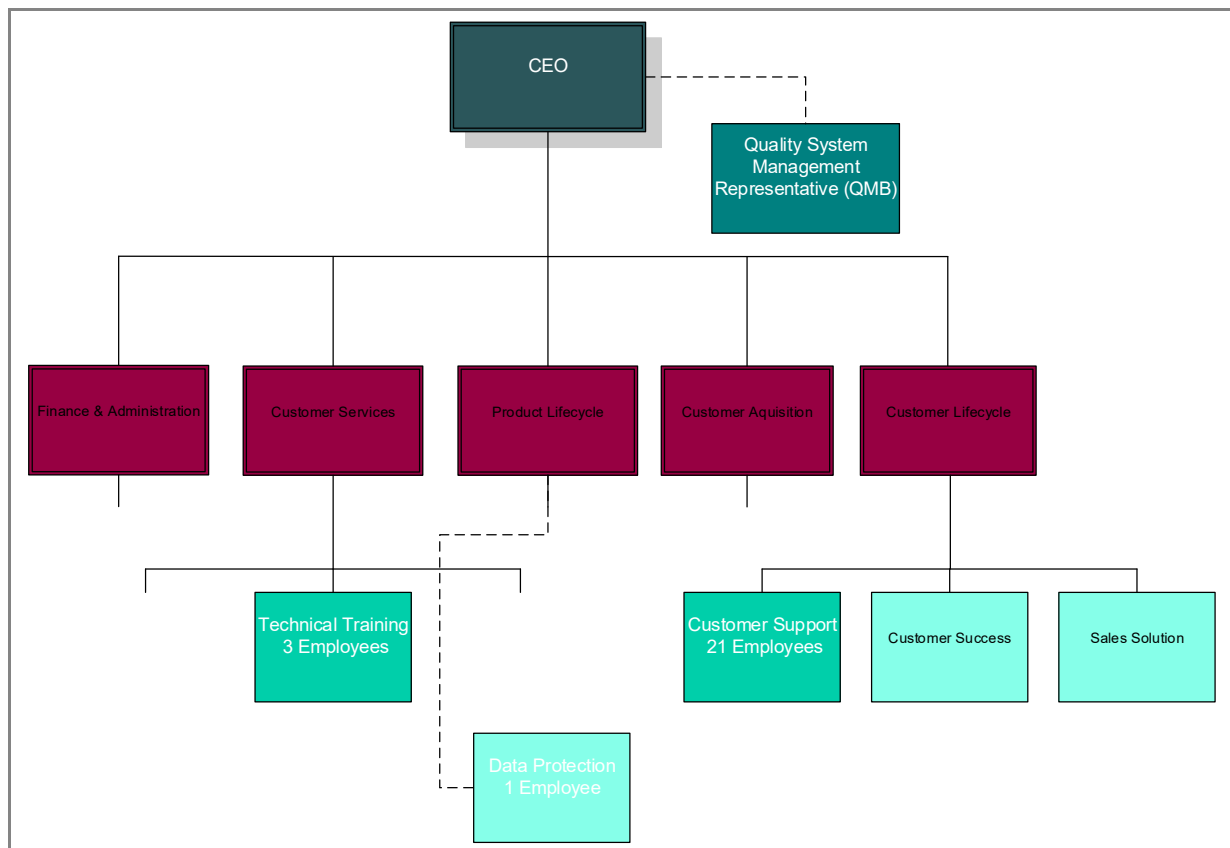 CEO
Quality System
Management
Representative (QMB)
Finance & Administration
Customer Services
Product Lifecycle
Customer Aquisition
Customer Lifecycle
Technical Training
3 Employees
Customer Support
21 Employees
Customer Success
Sales Solution
Data Protection
1 Employee